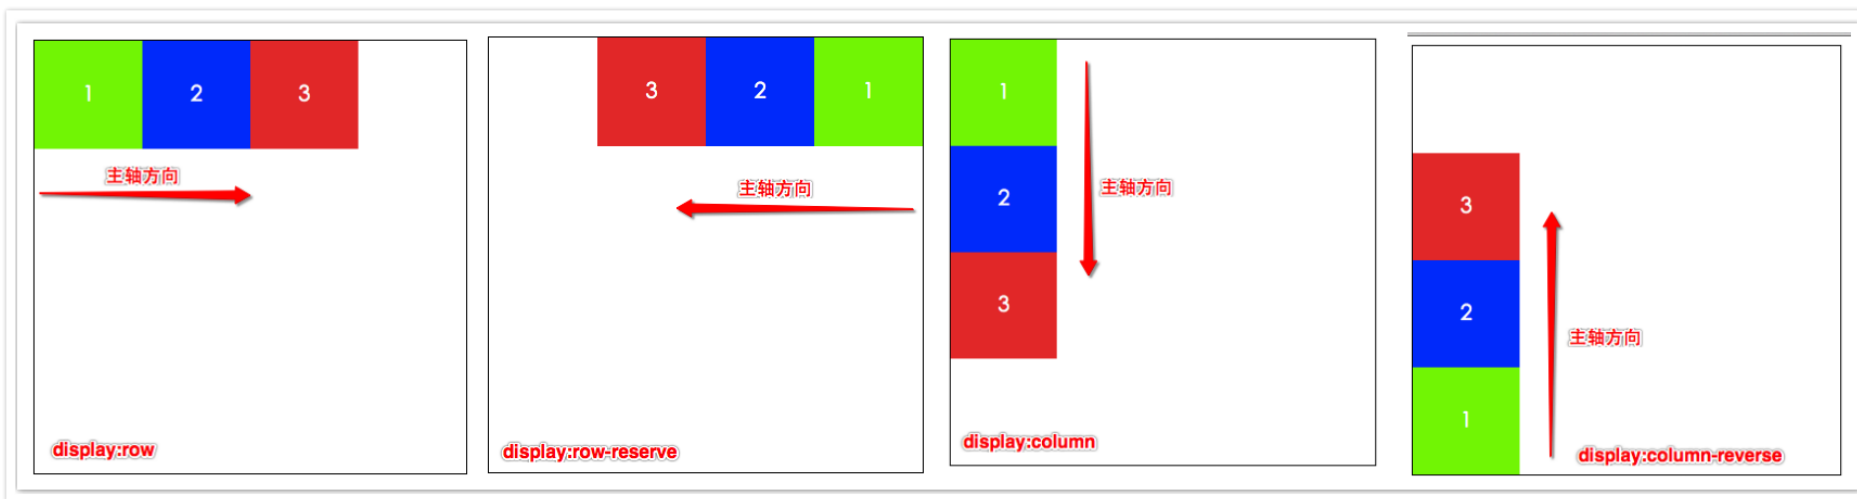 1 2 3
主轴方向
display:row
3 2 1
主轴方向
display:row-reserve
1
主轴方向
2
3
display:column
3
2
主轴方向
1
display:column-reverse